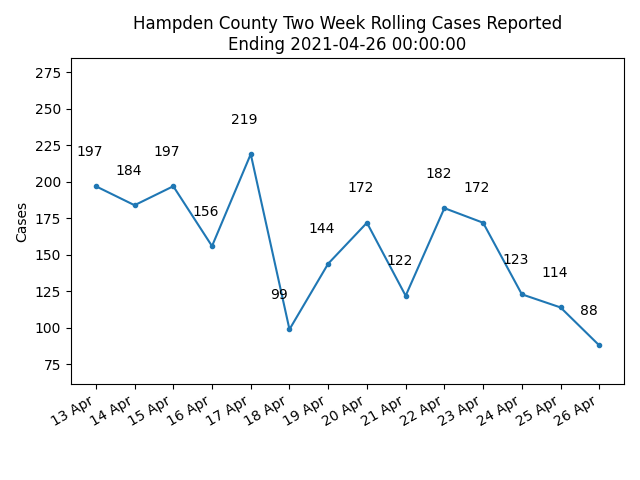 Hampden County Two Week Rolling Cases Reported
Ending 2021-04-26 00:00:00
275
250
225
200
175
150
125
100
75
Cases
197
184
197
156
219
99
144
172
122
182
172
123
114
88
13 Apr
14 Apr
15 Apr
16 Apr
17 Apr
18 Apr
19 Apr
20 Apr
21 Apr
22 Apr
23 Apr
24 Apr
25 Apr
26 Apr